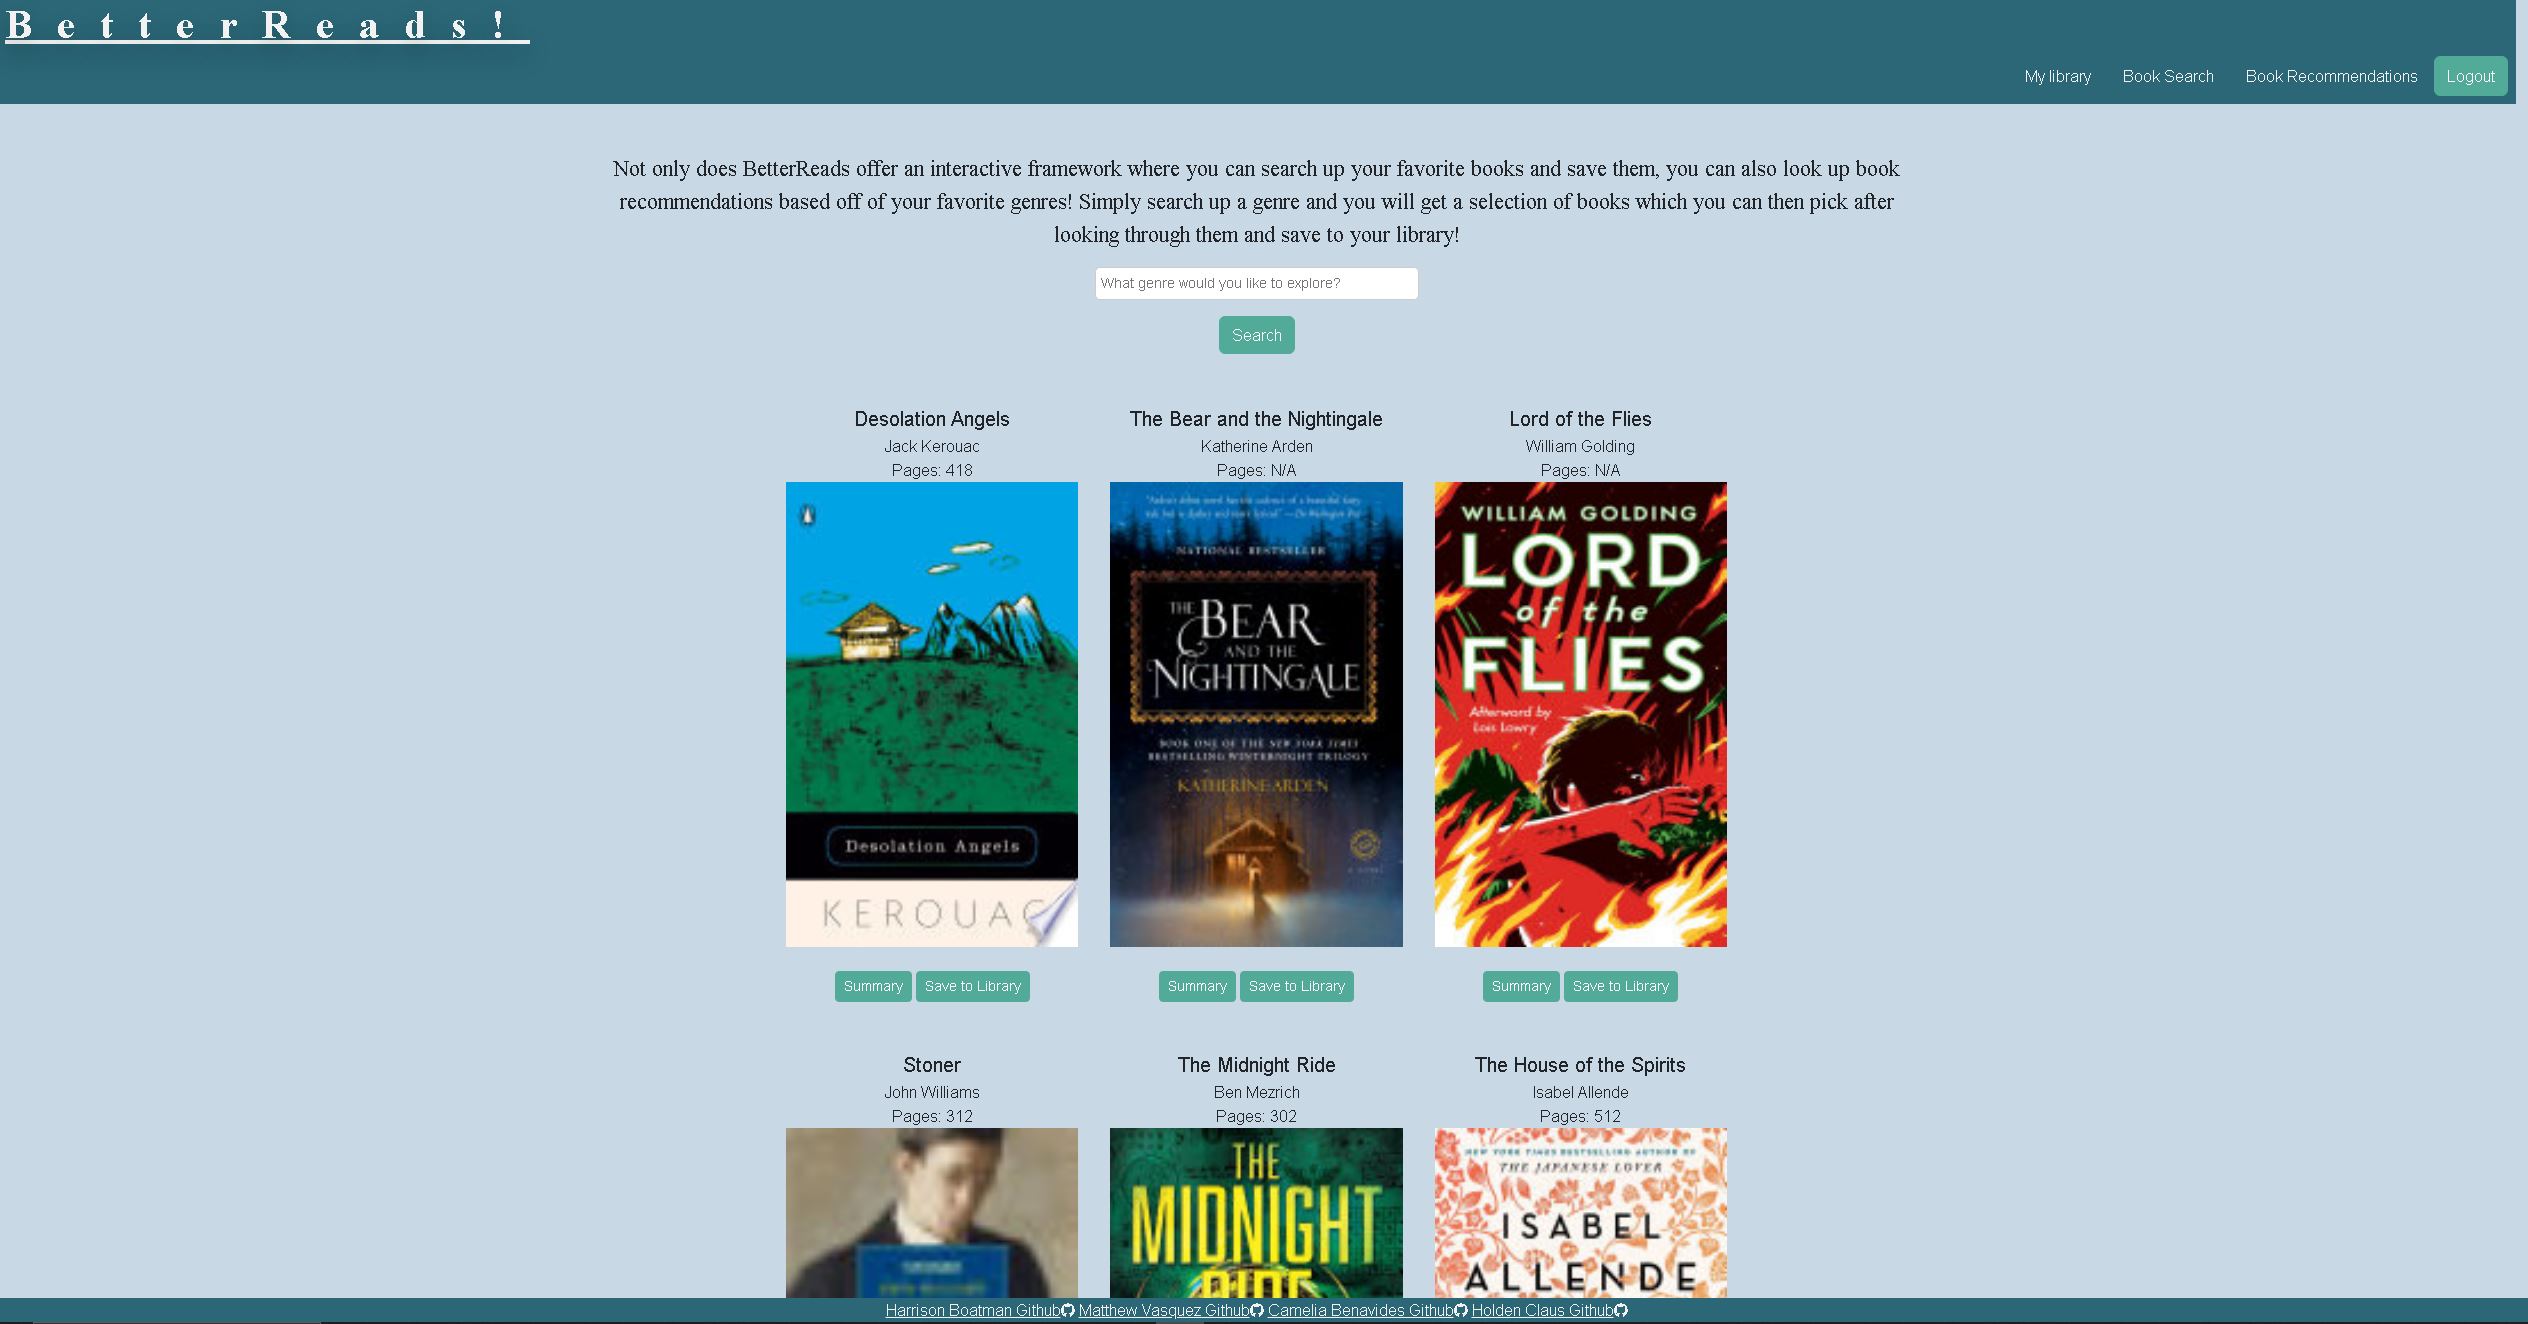 BetterReads!
My library Book Search Book Recommendations Logout
Not only does BetterReads offer an interactive framework where you can search up your favorite books and save them, you can also look up book
recommendations based off of your favorite genres! Simply search up a genre and you will get a selection of books which you can then pick after
looking through them and save to your library!
What genre would you like to explore?
Search
Desolation Angels
Jack Kerouac
Pages: 418
Desolation Angels
KEROUAC
Summary Save to Library
The Bear and the Nightingale
Katherine Arden
Pages: N/A
NATIONAL BESTSELLER
THE
BEAR
AND THE
NIGHTINGALE
BOOK ONE OF THE NEW YORK TIMES
BESTSELLING WINTERNIGHT TRILOGY
KATHERINE ARDEN
A NOVEL
Summary Save to Library
Lord of the Flies
William Golding
Pages: N/A
WILLIAM GOLDING
LORD
of the
FLIES
Afterword by
Lois Lowry
Summary Save to Library
Stoner
John Williams
Pages: 312
The Midnight Ride
Ben Mezrich
Pages: 302
THE
MIDNIGHT
RIDE
The House of the Spirits
Isabel Allende
Pages: 512
NEW YORK TIMES BESTSELLING AUTHOR OF
THE JAPANESE LOVER
ISABEL
ALLENDE
Harrison Boatman Github Matthew Vasquez Github Camelia Benavides Github Holden Claus Github